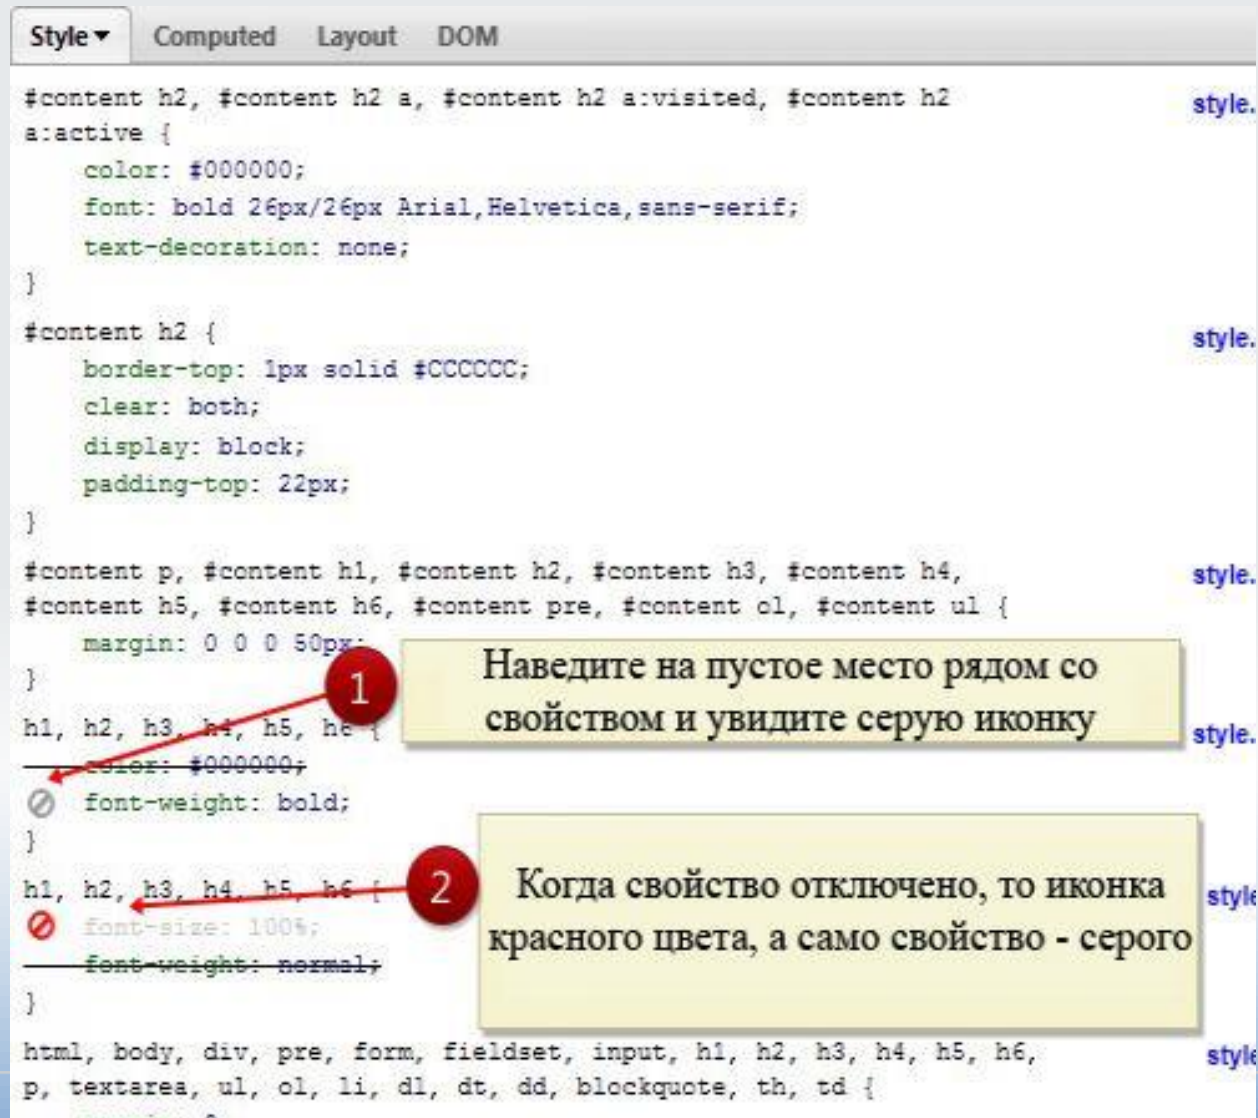 Style▼ Computed Layout DOM
#content h2, #content h2 a, #content h2 a:visited, #content h2 style.
a:active {
color: #000000;
font: bold 26px/26px Arial,Helvetica,sans-serif;
text-decoration: none;
}
#content h2 { style.
border-top: 1px solid #CCCCCC;
clear: both;
display: block;
padding-top: 22px;
}
#content p, #content h1, #content h2, #content h3, #content h4, style.
#content h5, #content h6, #content pre, #content ol, #content ul {
margin: 0 0 0 50px;
}
1
Наведите на пустое место рядом со
свойством и увидите серую иконку
h1, h2, h3, h4, h5, h6 { style.
color: #000000;
font-weight: bold;
}
2
Когда свойство отключено, то иконка
красного цвета, а само свойство - серого
h1, h2, h3, h4, h5, h6 { style
font-size: 100%;
font-weight: normal;
}
html, body, div, pre, form, fieldset, input, h1, h2, h3, h4, h5, h6, style
p, textarea, ul, ol, li, dl, dt, dd, blockquote, th, td {